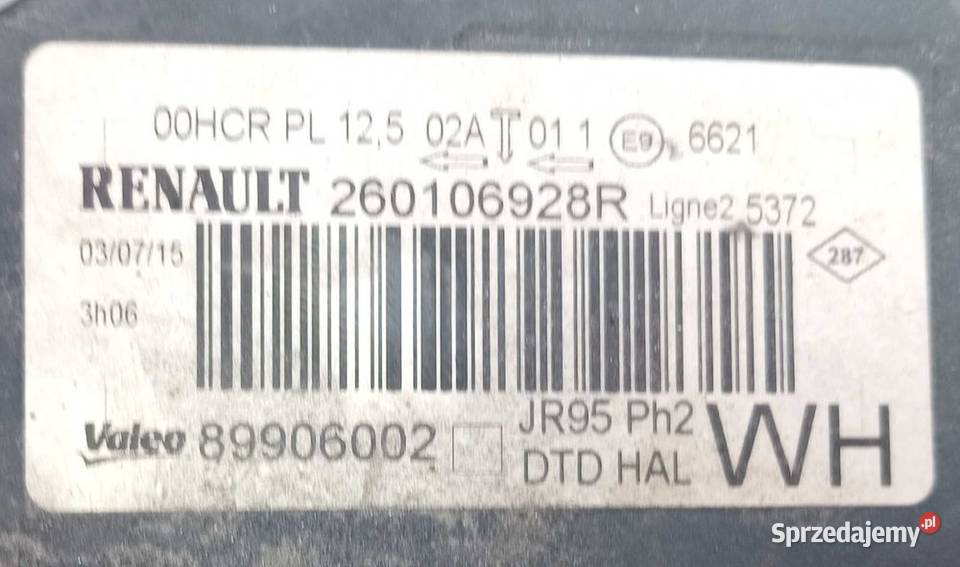 00HCR PL 12,5 02A 01 1 E9 6621
RENAULT 260106928R Ligne2 5372
03/07/15
287
3h06
Valeo 89906002
JR95 Ph2
DTD HAL
WH
Sprzedajemy.pl